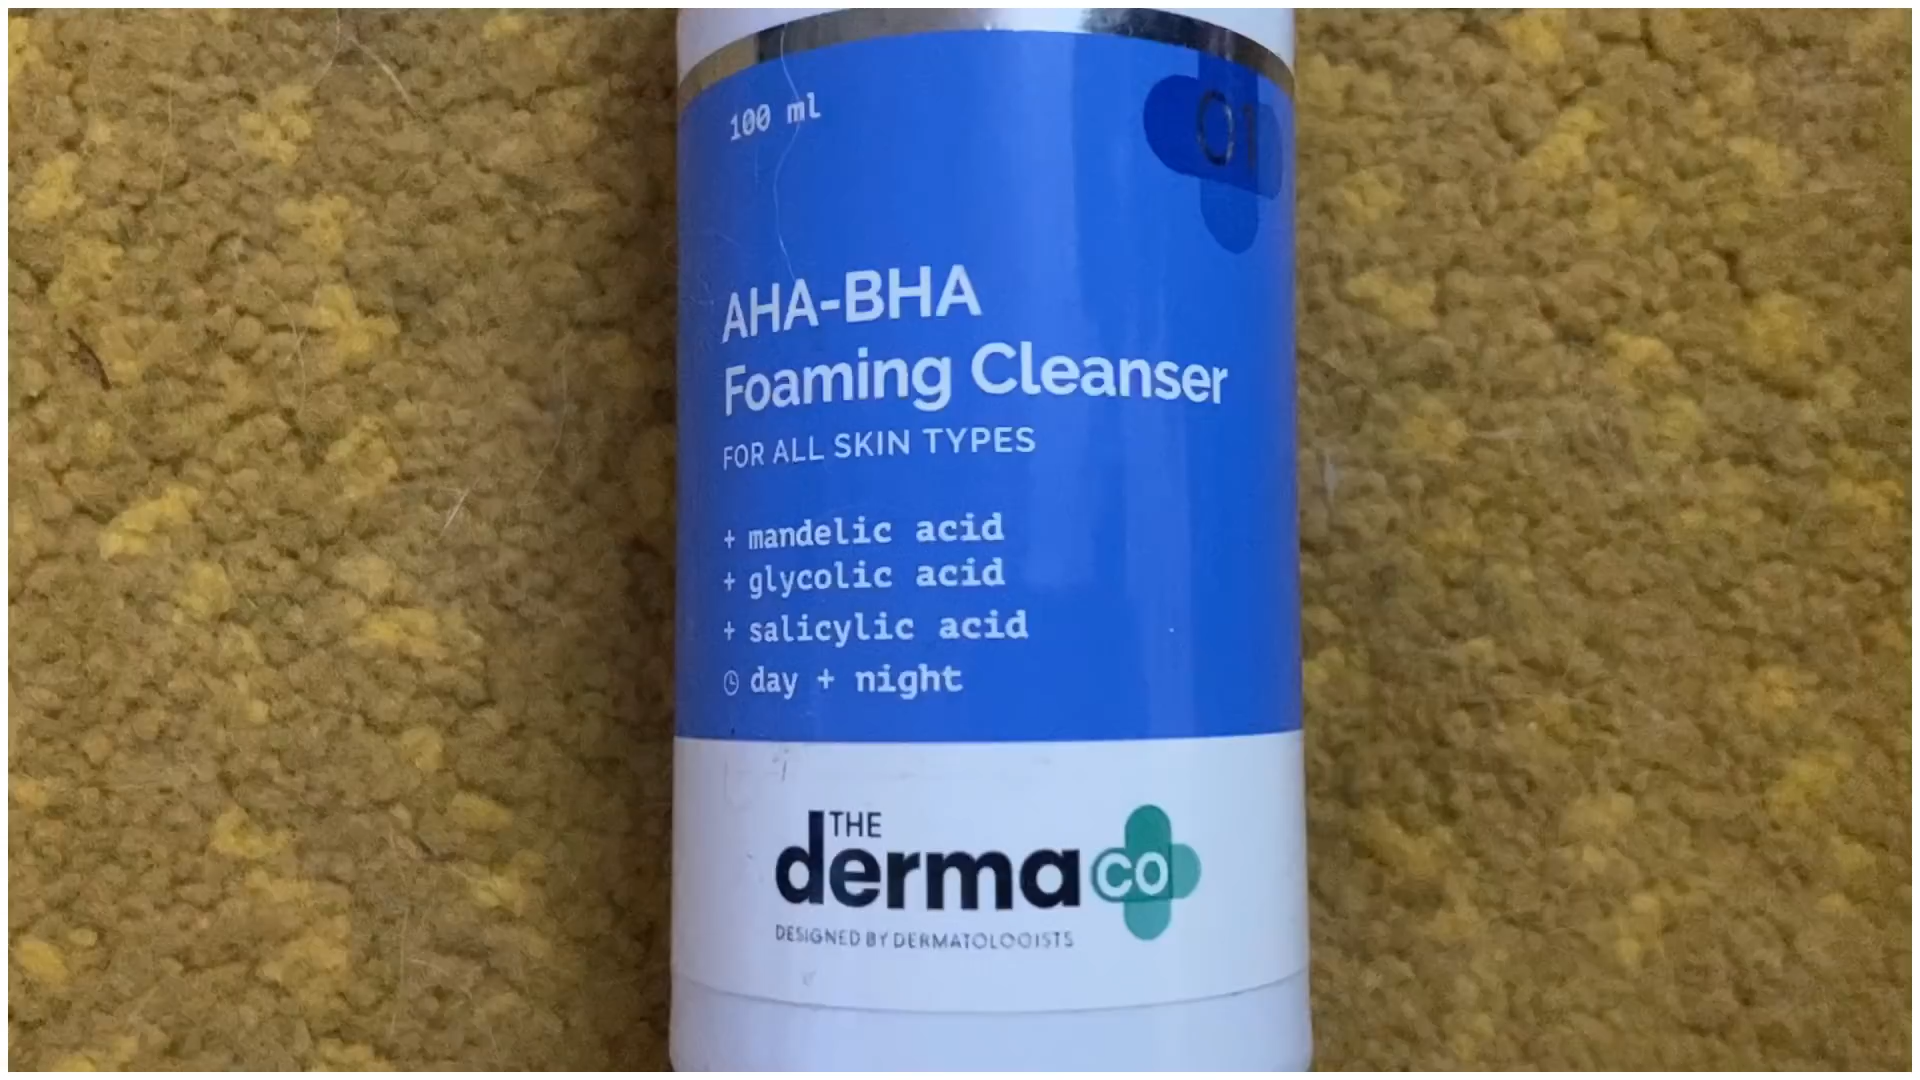 100 ml
01
AHA-BHA
Foaming Cleanser
FOR ALL SKIN TYPES
+ mandelic acid
+ glycolic acid
+ salicylic acid
day + night
THE
derma co
DESIGNED BY DERMATOLOGISTS